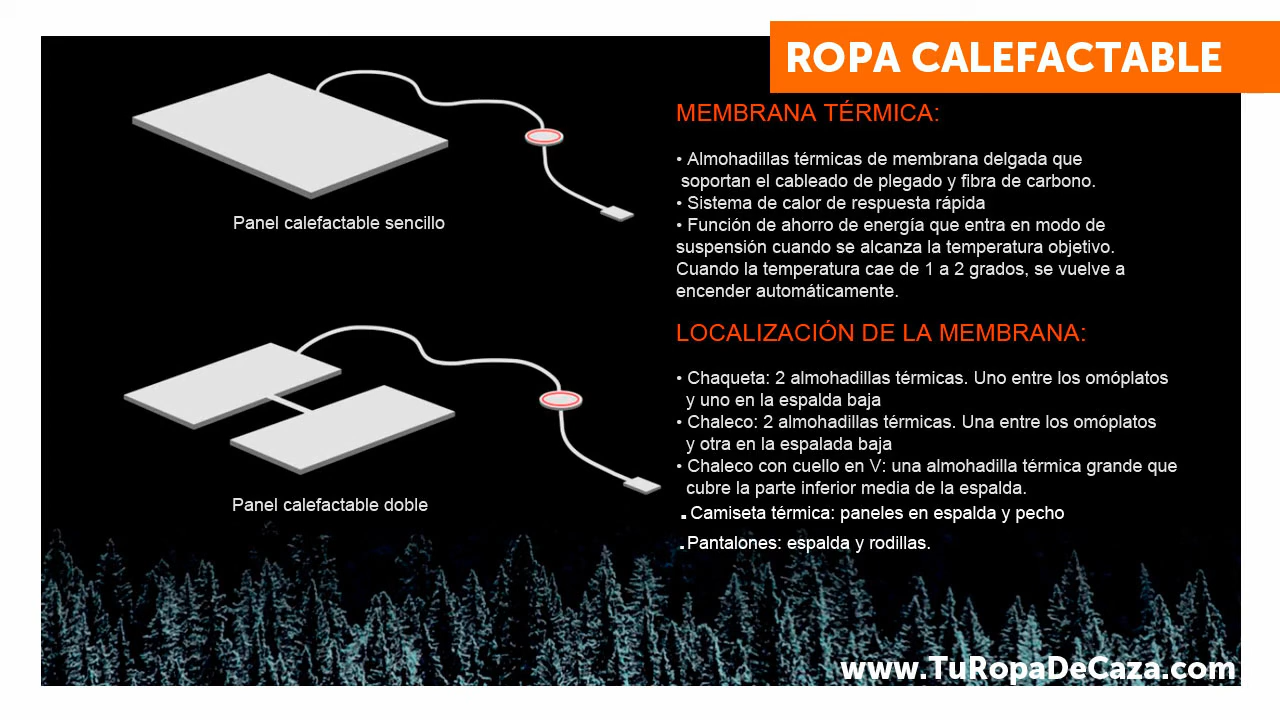 ROPA CALEFACTABLE
MEMBRANA TÉRMICA:
• Almohadillas térmicas de membrana delgada que
soportan el cableado de plegado y fibra de carbono.
• Sistema de calor de respuesta rápida
• Función de ahorro de energía que entra en modo de
suspensión cuando se alcanza la temperatura objetivo.
Cuando la temperatura cae de 1 a 2 grados, se vuelve a
encender automáticamente.
Panel calefactable sencillo
LOCALIZACIÓN DE LA MEMBRANA:
• Chaqueta: 2 almohadillas térmicas. Uno entre los omóplatos
y uno en la espalda baja
• Chaleco: 2 almohadillas térmicas. Una entre los omóplatos
y otra en la espalada baja
• Chaleco con cuello en V: una almohadilla térmica grande que
cubre la parte inferior media de la espalda.
. Camiseta térmica: paneles en espalda y pecho
.Pantalones: espalda y rodillas.
Panel calefactable doble
www.TuRopaDeCaza.com